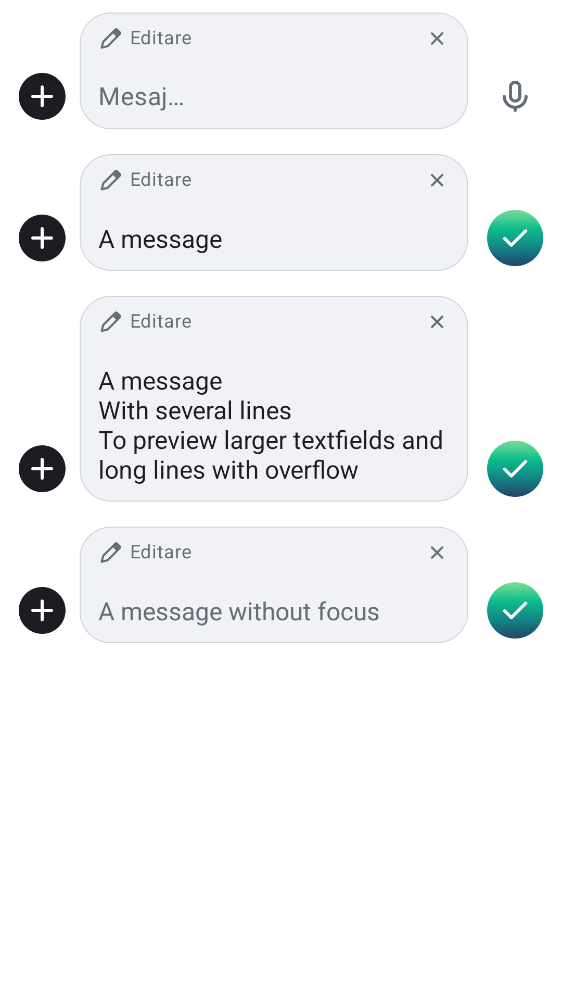 Editare
Mesaj…
Editare
A message
Editare
A message
With several lines
To preview larger textfields and
long lines with overflow
Editare
A message without focus